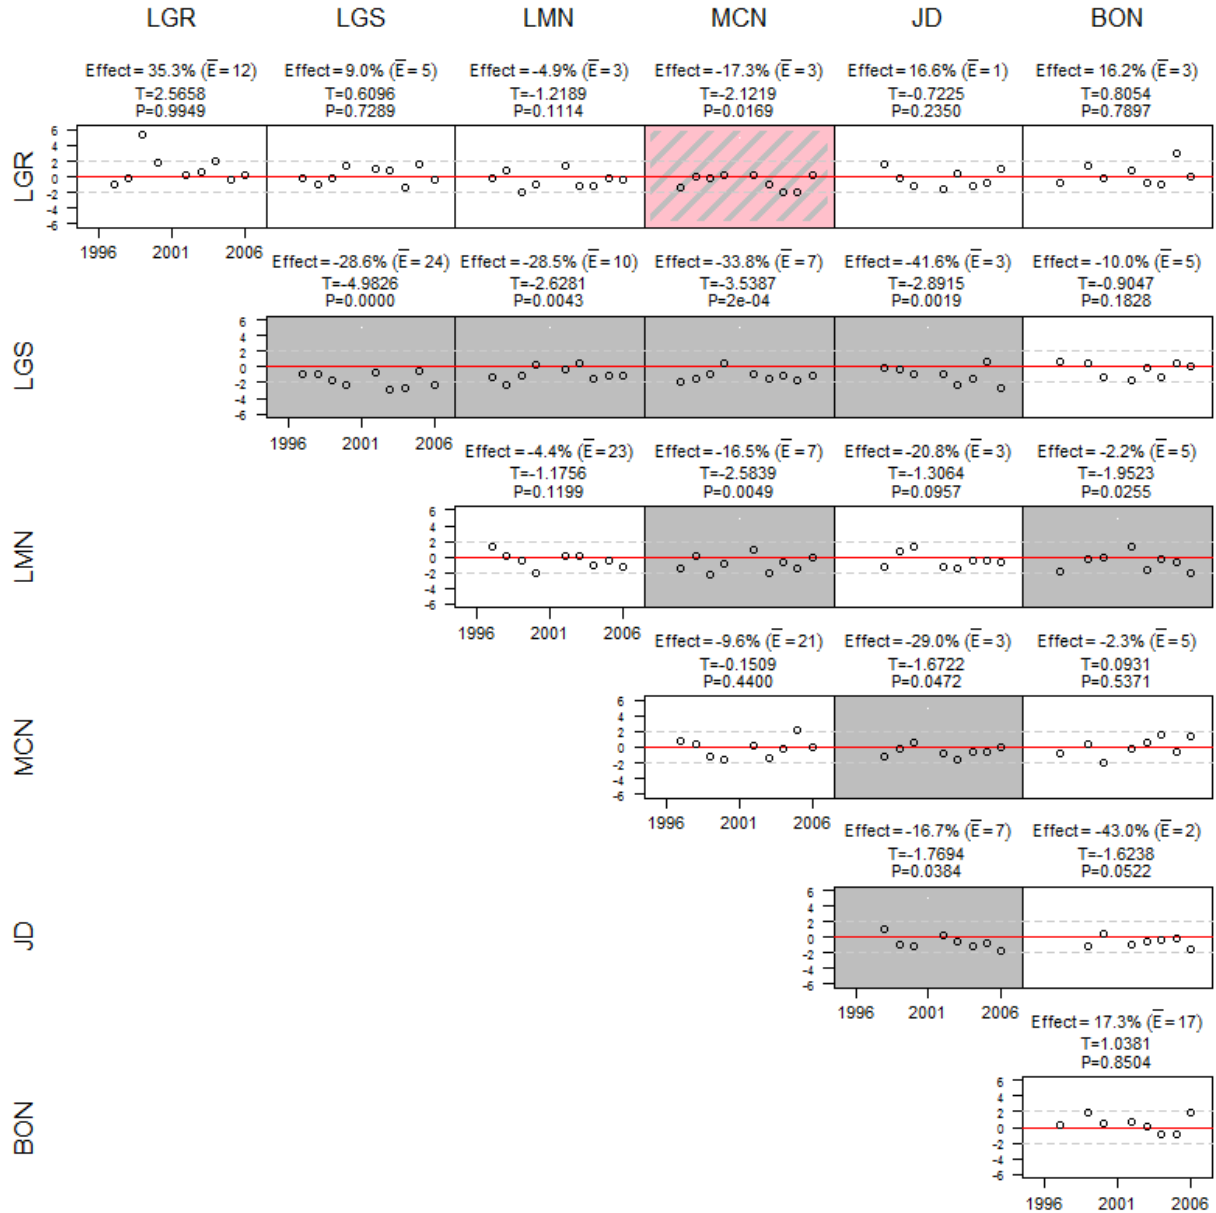 LGR LGS LMN MCN JD BON
Effect= 35.3% (E̅=12) Effect= 9.0% (E̅=5) Effect= -4.9% (E̅=3) Effect= -17.3% (E̅=3) Effect= 16.6% (E̅=1) Effect= 16.2% (E̅=3)
T=2.5658 T=0.6096 T=-1.2189 T=-2.1219 T=-0.7225 T=0.8054
P=0.9949 P=0.7289 P=0.1114 P=0.0169 P=0.2350 P=0.7897
LGR
6
4
2
0
-2
-4
-6
1996 2001 2006
Effect= -28.6% (E̅=24) Effect= -28.5% (E̅=10) Effect= -33.8% (E̅=7) Effect= -41.6% (E̅=3) Effect= -10.0% (E̅=5)
T=-4.9826 T=-2.6281 T=-3.5387 T=-2.8915 T=-0.9047
P=0.0000 P=0.0043 P=2e-04 P=0.0019 P=0.1828
LGS
6
4
2
0
-2
-4
-6
1996 2001 2006
Effect= -4.4% (E̅=23) Effect= -16.5% (E̅=7) Effect= -20.8% (E̅=3) Effect= -2.2% (E̅=5)
T=-1.1756 T=-2.5839 T=-1.3064 T=-1.9523
P=0.1199 P=0.0049 P=0.0957 P=0.0255
LMN
6
4
2
0
-2
-4
-6
1996 2001 2006
Effect= -9.6% (E̅=21) Effect= -29.0% (E̅=3) Effect= -2.3% (E̅=5)
T=-0.1509 T=-1.6722 T=0.0931
P=0.4400 P=0.0472 P=0.5371
MCN
6
4
2
0
-2
-4
-6
1996 2001 2006
Effect= -16.7% (E̅=7) Effect= -43.0% (E̅=2)
T=-1.7694 T=-1.6238
P=0.0384 P=0.0522
JD
6
4
2
0
-2
-4
-6
1996 2001 2006
Effect= 17.3% (E̅=17)
T=1.0381
P=0.8504
BON
6
4
2
0
-2
-4
-6
1996 2001 2006